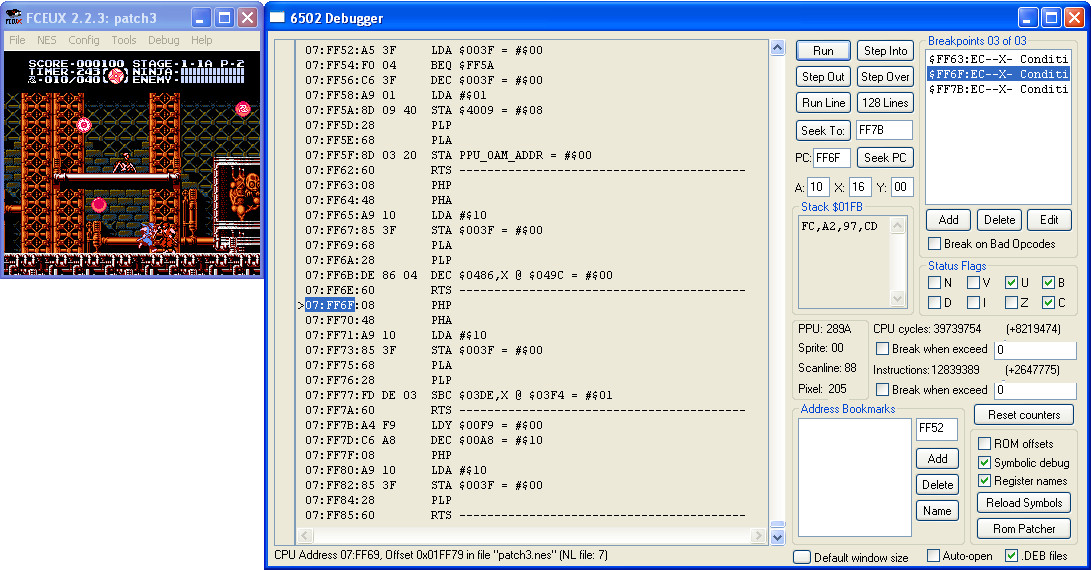 FCEUX 2.2.3: patch3
File NES Config Tools Debug Help
SCORE-000100 STAGE-1-1A P-2
TIMER-243 NINJA-
-010/040 ENEMY-
6502 Debugger
07:FF52:A5 3F LDA $003F = #$00
07:FF54:F0 04 BEQ $FF5A
07:FF56:C6 3F DEC $003F = #$00
07:FF58:A9 01 LDA #$01
07:FF5A:8D 09 40 STA $4009 = #$08
07:FF5D:28 PLP
07:FF5E:68 PLA
07:FF5F:8D 03 20 STA PPU_OAM_ADDR = #$00
07:FF62:60 RTS -----------------------------------------
07:FF63:08 PHP
07:FF64:48 PHA
07:FF65:A9 10 LDA #$10
07:FF67:85 3F STA $003F = #$00
07:FF69:68 PLA
07:FF6A:28 PLP
07:FF6B:DE 86 04 DEC $0486,X @ $049C = #$00
07:FF6E:60 RTS -----------------------------------------
>07:FF6F:08 PHP
07:FF70:48 PHA
07:FF71:A9 10 LDA #$10
07:FF73:85 3F STA $003F = #$00
07:FF75:68 PLA
07:FF76:28 PLP
07:FF77:FD DE 03 SBC $03DE,X @ $03F4 = #$01
07:FF7A:60 RTS -----------------------------------------
07:FF7B:A4 F9 LDY $00F9 = #$00
07:FF7D:C6 A8 DEC $00A8 = #$10
07:FF7F:08 PHP
07:FF80:A9 10 LDA #$10
07:FF82:85 3F STA $003F = #$00
07:FF84:28 PLP
07:FF85:60 RTS -----------------------------------------
CPU Address 07:FF69, Offset 0x01FF79 in file "patch3.nes" (NL file: 7)
Run Step Into
Step Out Step Over
Run Line 128 Lines
Seek To: FF7B
PC: FF6F Seek PC
A: 10 X: 16 Y: 00
Stack $01FB
FC,A2,97,CD
Breakpoints 03 of 03
$FF63:EC--X- Conditi
$FF6F:EC--X- Conditi
$FF7B:EC--X- Conditi
Add Delete Edit
Break on Bad Opcodes
Status Flags
N V U B
D I Z C
PPU: 289A
Sprite: 00
Scanline: 88
Pixel: 205
CPU cycles: 39739754 (+8219474)
Break when exceed 0
Instructions: 12839389 (+2647775)
Break when exceed 0
Address Bookmarks
FF52
Add
Delete
Name
Reset counters
ROM offsets
Symbolic debug
Register names
Reload Symbols
Rom Patcher
Default window size Auto-open .DEB files